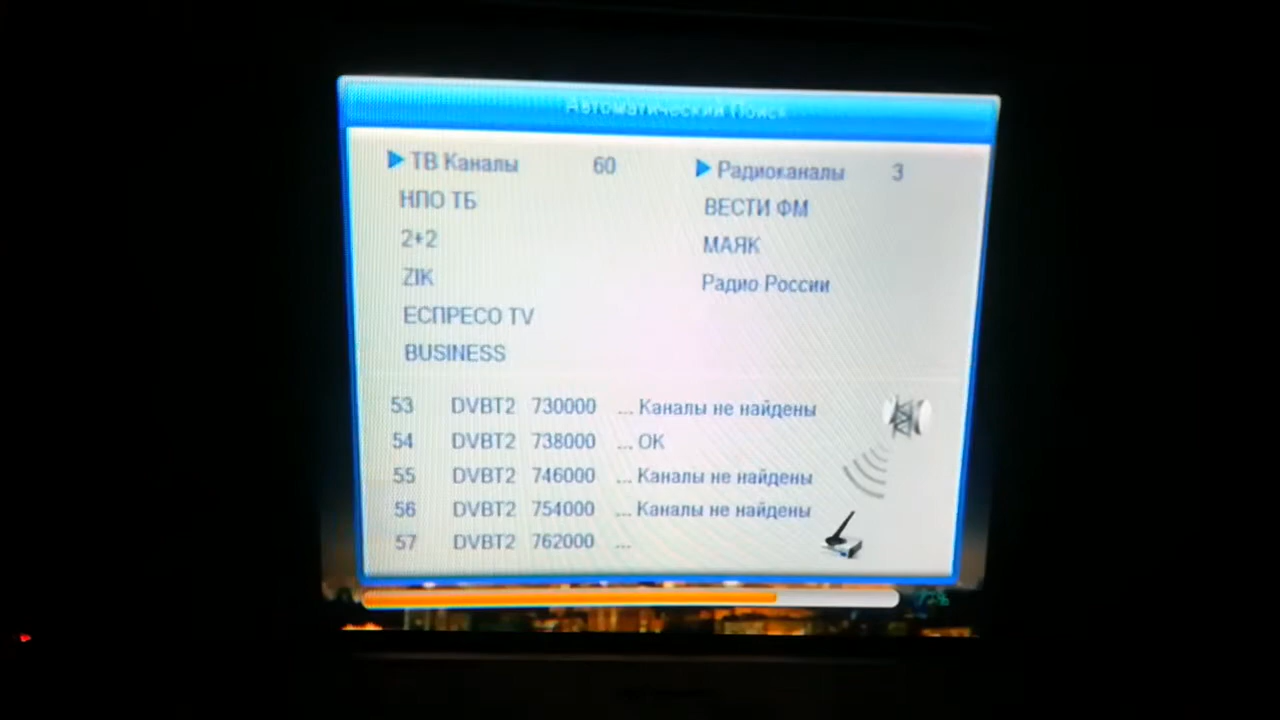 Автоматический Поиск
ТВ Каналы 60
НЛО ТБ
2+2
ZIK
ЕСПРЕСО TV
BUSINESS
Радиоканалы 3
ВЕСТИ ФМ
МАЯК
Радио России
53 DVBT2 730000 ... Каналы не найдены
54 DVBT2 738000 ... OK
55 DVBT2 746000 ... Каналы не найдены
56 DVBT2 754000 ... Каналы не найдены
57 DVBT2 762000 ...